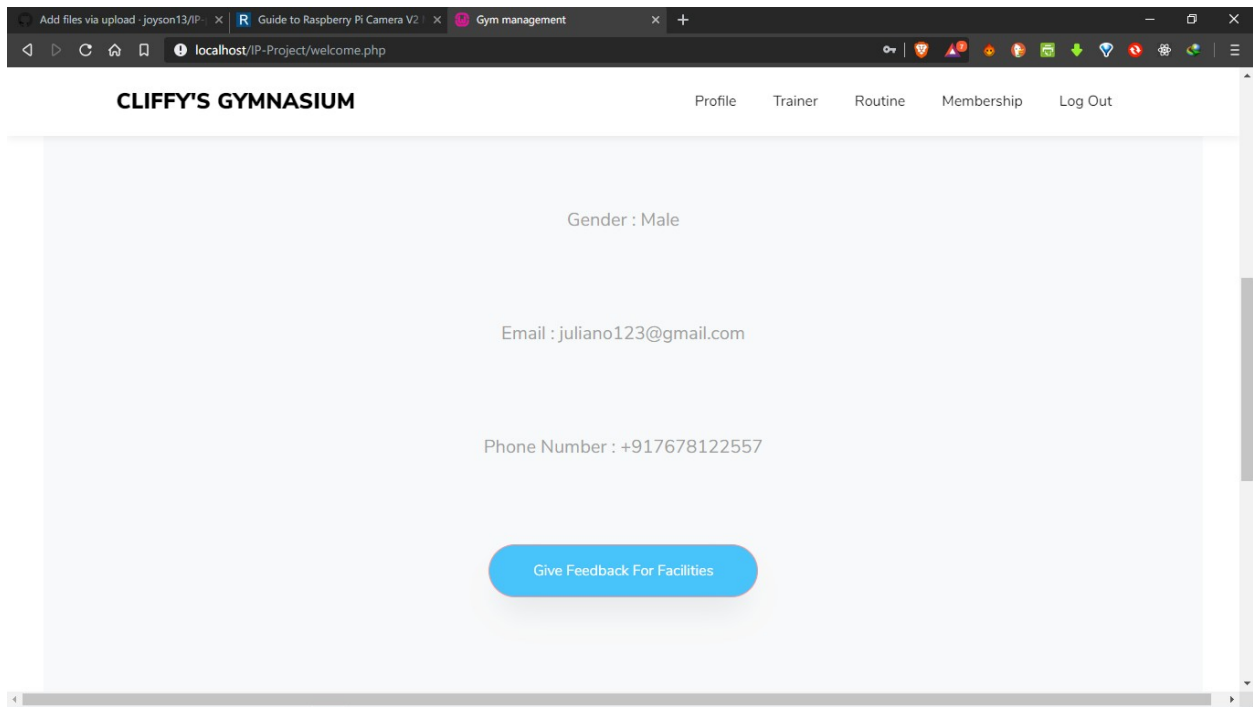 Add files via upload · joyson13/IP-
Guide to Raspberry Pi Camera V2
Gym management
localhost/IP-Project/welcome.php
CLIFFY'S GYMNASIUM
Profile Trainer Routine Membership Log Out
Gender : Male
Email : juliano123@gmail.com
Phone Number : +917678122557
Give Feedback For Facilities